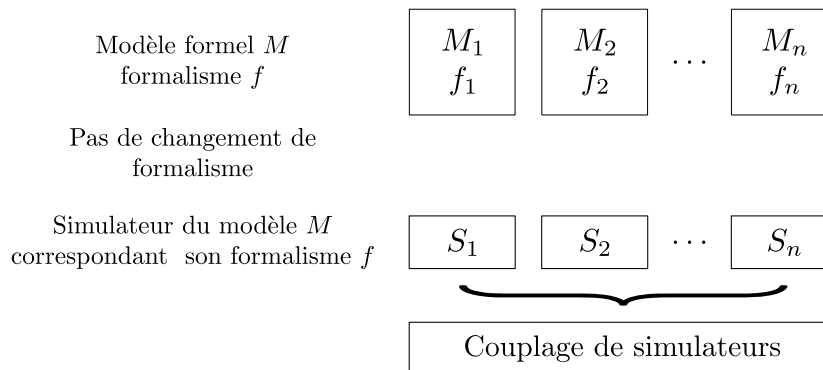 Modèle formel M
formalisme f
M1 M2 ... Mn
f1 f2 fn
Pas de changement de
formalisme
Simulateur du modèle M
correspondant son formalisme f
S1 S2 ... Sn
Couplage de simulateurs